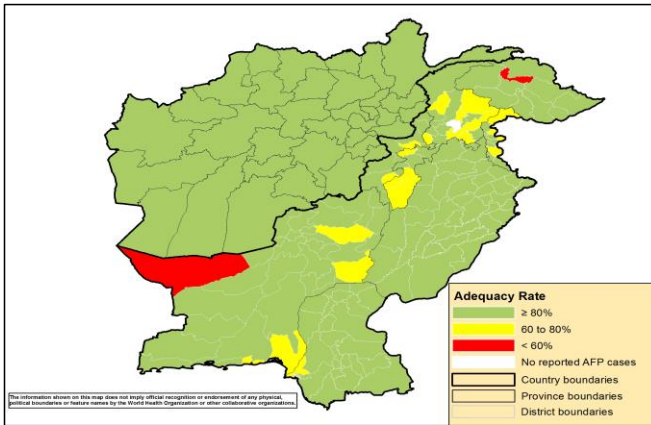 Adequacy Rate
≥ 80%
60 to 80%
< 60%
No reported AFP cases
Country boundaries
Province boundaries
District boundaries
The information shown on this map does not imply official recognition or endorsement of any physical,
political boundaries or feature names by the World Health Organization or other collaborative organizations.